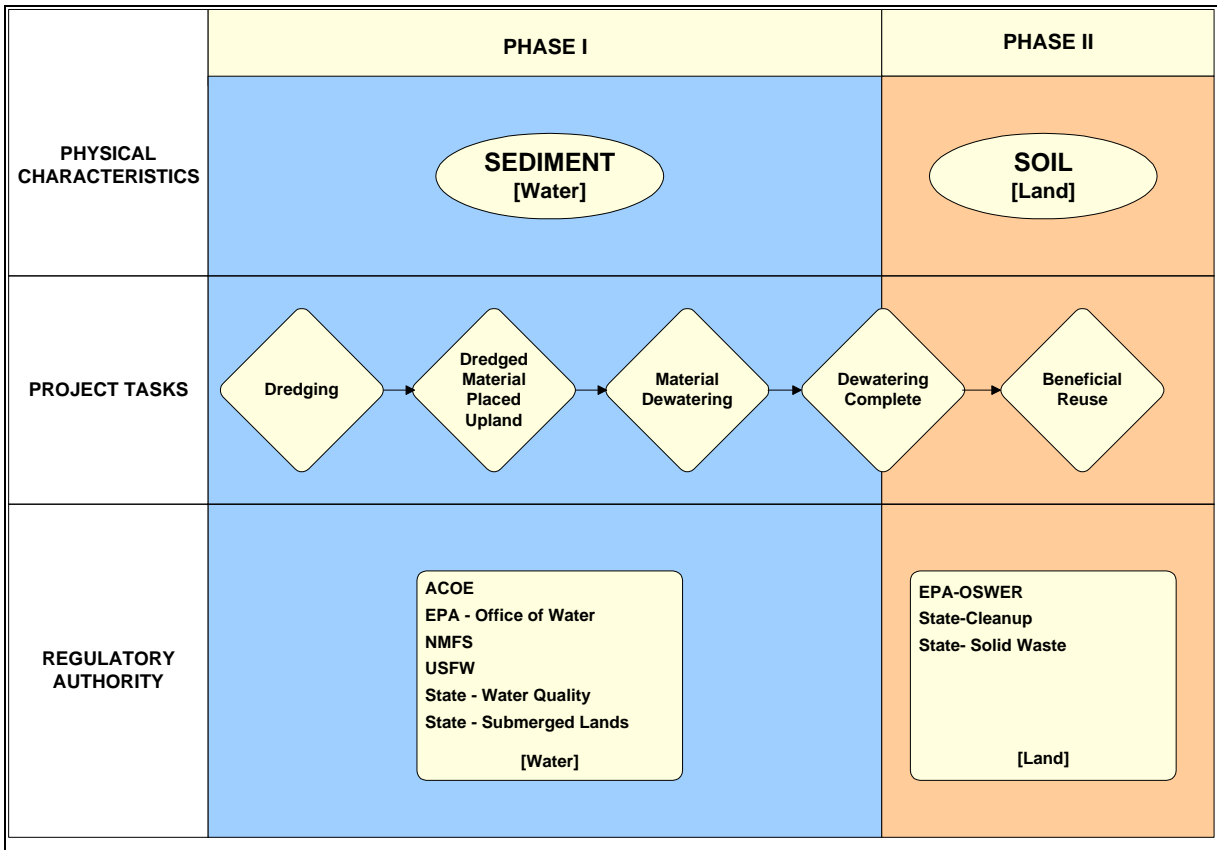 PHASE I
PHASE II
PHYSICAL
CHARACTERISTICS
SEDIMENT
[Water]
SOIL
[Land]
PROJECT TASKS
Dredging
Dredged
Material
Placed
Upland
Material
Dewatering
Dewatering
Complete
Beneficial
Reuse
REGULATORY
AUTHORITY
ACOE
EPA - Office of Water
NMFS
USFW
State - Water Quality
State - Submerged Lands
[Water]
EPA-OSWER
State-Cleanup
State- Solid Waste
[Land]